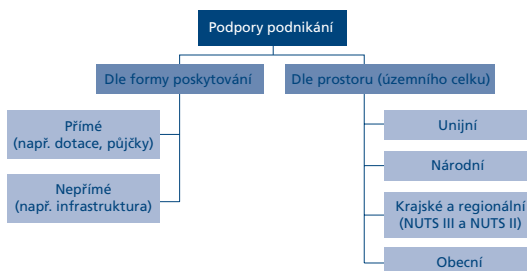 Podpory podnikání
Dle formy poskytování
Dle prostoru (územního celku)
Přímé
(např. dotace, půjčky)
Nepřímé
(např. infrastruktura)
Unijní
Národní
Krajské a regionální
(NUTS III a NUTS II)
Obecní